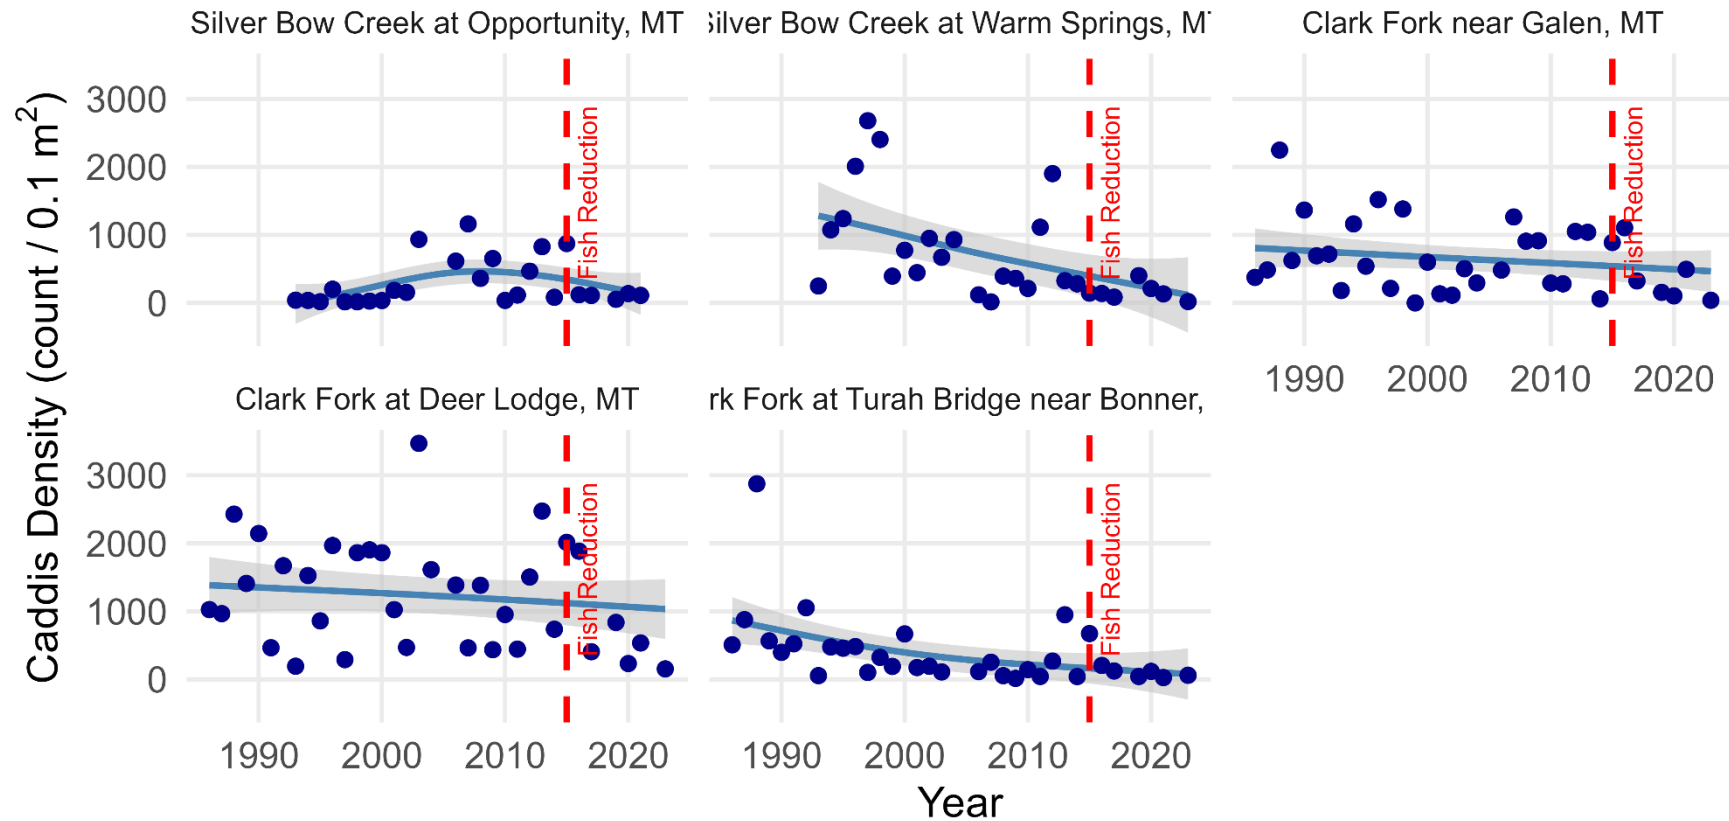 Silver Bow Creek at Opportunity, MT
Silver Bow Creek at Warm Springs, MT
Clark Fork near Galen, MT
Caddis Density (count / 0.1 m²)
3000
2000
1000
0
Fish Reduction
Fish Reduction
Fish Reduction
1990 2000 2010 2020
Clark Fork at Deer Lodge, MT
rk Fork at Turah Bridge near Bonner,
3000
2000
1000
0
Fish Reduction
Fish Reduction
1990 2000 2010 2020
1990 2000 2010 2020
Year